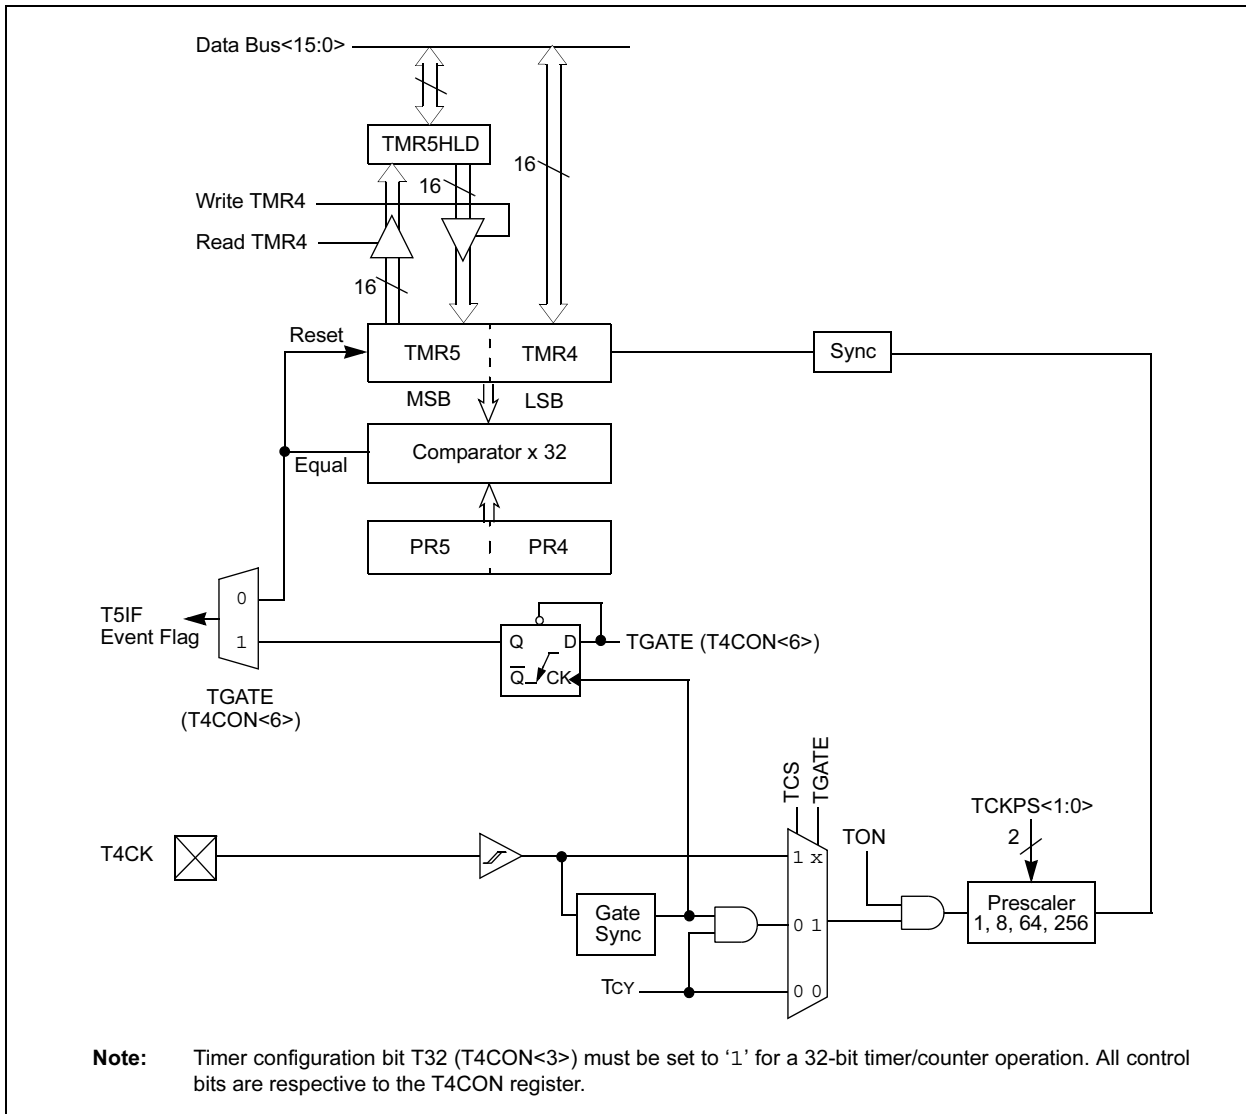 Data Bus<15:0>
TMR5HLD
16
16
Write TMR4
Read TMR4
16
Reset
TMR5
TMR4
Sync
MSB
LSB
Equal
Comparator x 32
PR5
PR4
0
1
T5IF
Event Flag
TGATE
(T4CON<6>)
Q
D
Q̅
CK
TGATE (T4CON<6>)
TCS
TGATE
TCKPS<1:0>
2
TON
T4CK
1 x
Gate
Sync
0 1
Prescaler
1, 8, 64, 256
TCY
0 0
Note: Timer configuration bit T32 (T4CON<3>) must be set to ‘1’ for a 32-bit timer/counter operation. All control
bits are respective to the T4CON register.